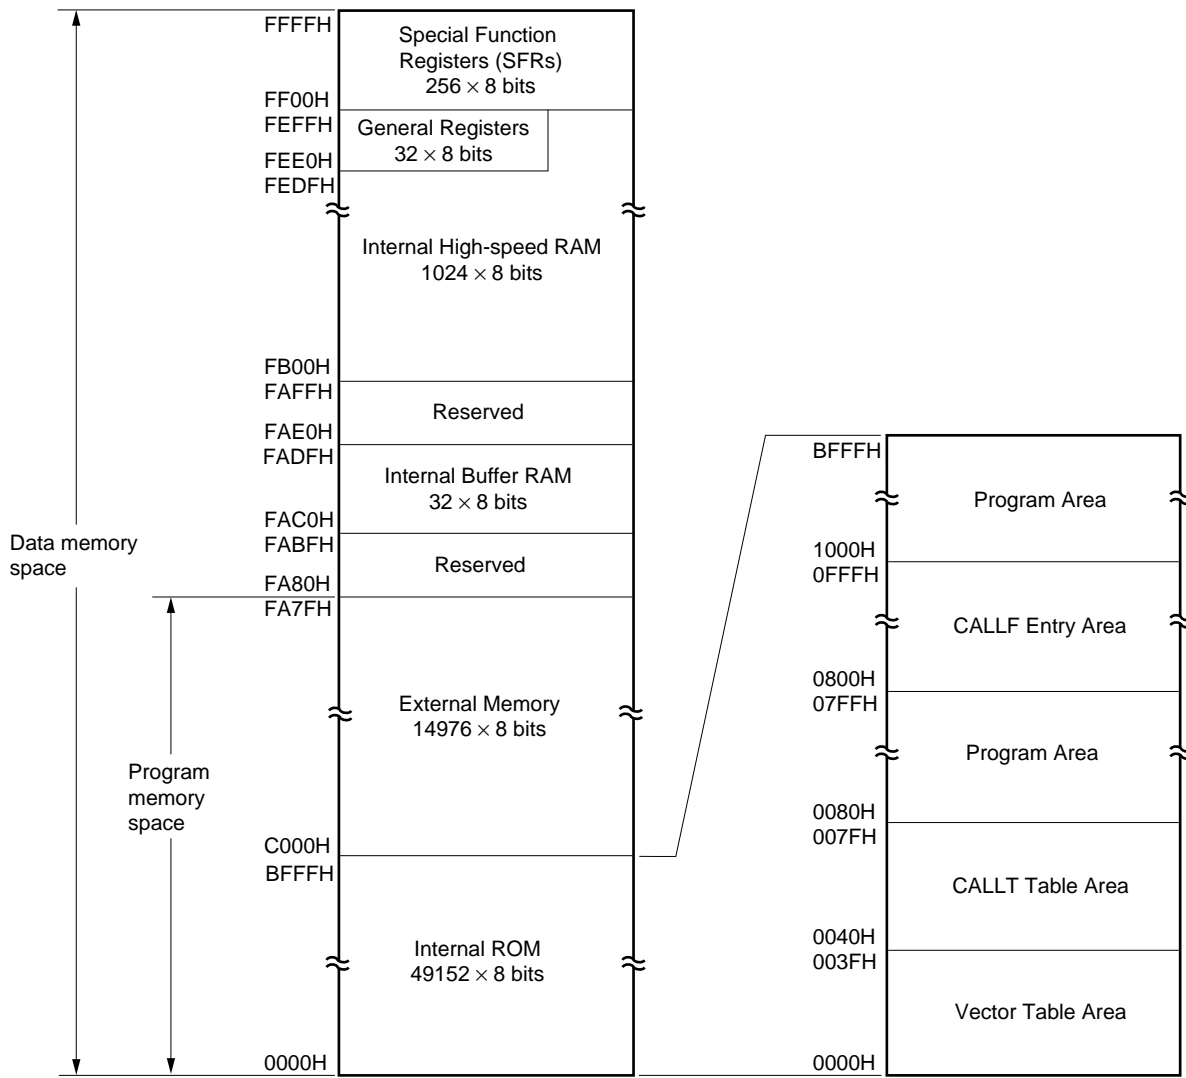 FFFFH
Special Function
Registers (SFRs)
256 × 8 bits
FF00H
FEFFH
General Registers
32 × 8 bits
FEE0H
FEDFH
Internal High-speed RAM
1024 × 8 bits
FB00H
FAFFH
Reserved
FAE0H
FADFH
Internal Buffer RAM
32 × 8 bits
FAC0H
FABFH
Reserved
FA80H
FA7FH
Data memory
space
External Memory
14976 × 8 bits
Program
memory
space
C000H
BFFFH
Internal ROM
49152 × 8 bits
0000H
BFFFH
Program Area
1000H
0FFFH
CALLF Entry Area
0800H
07FFH
Program Area
0080H
007FH
CALLT Table Area
0040H
003FH
Vector Table Area
0000H